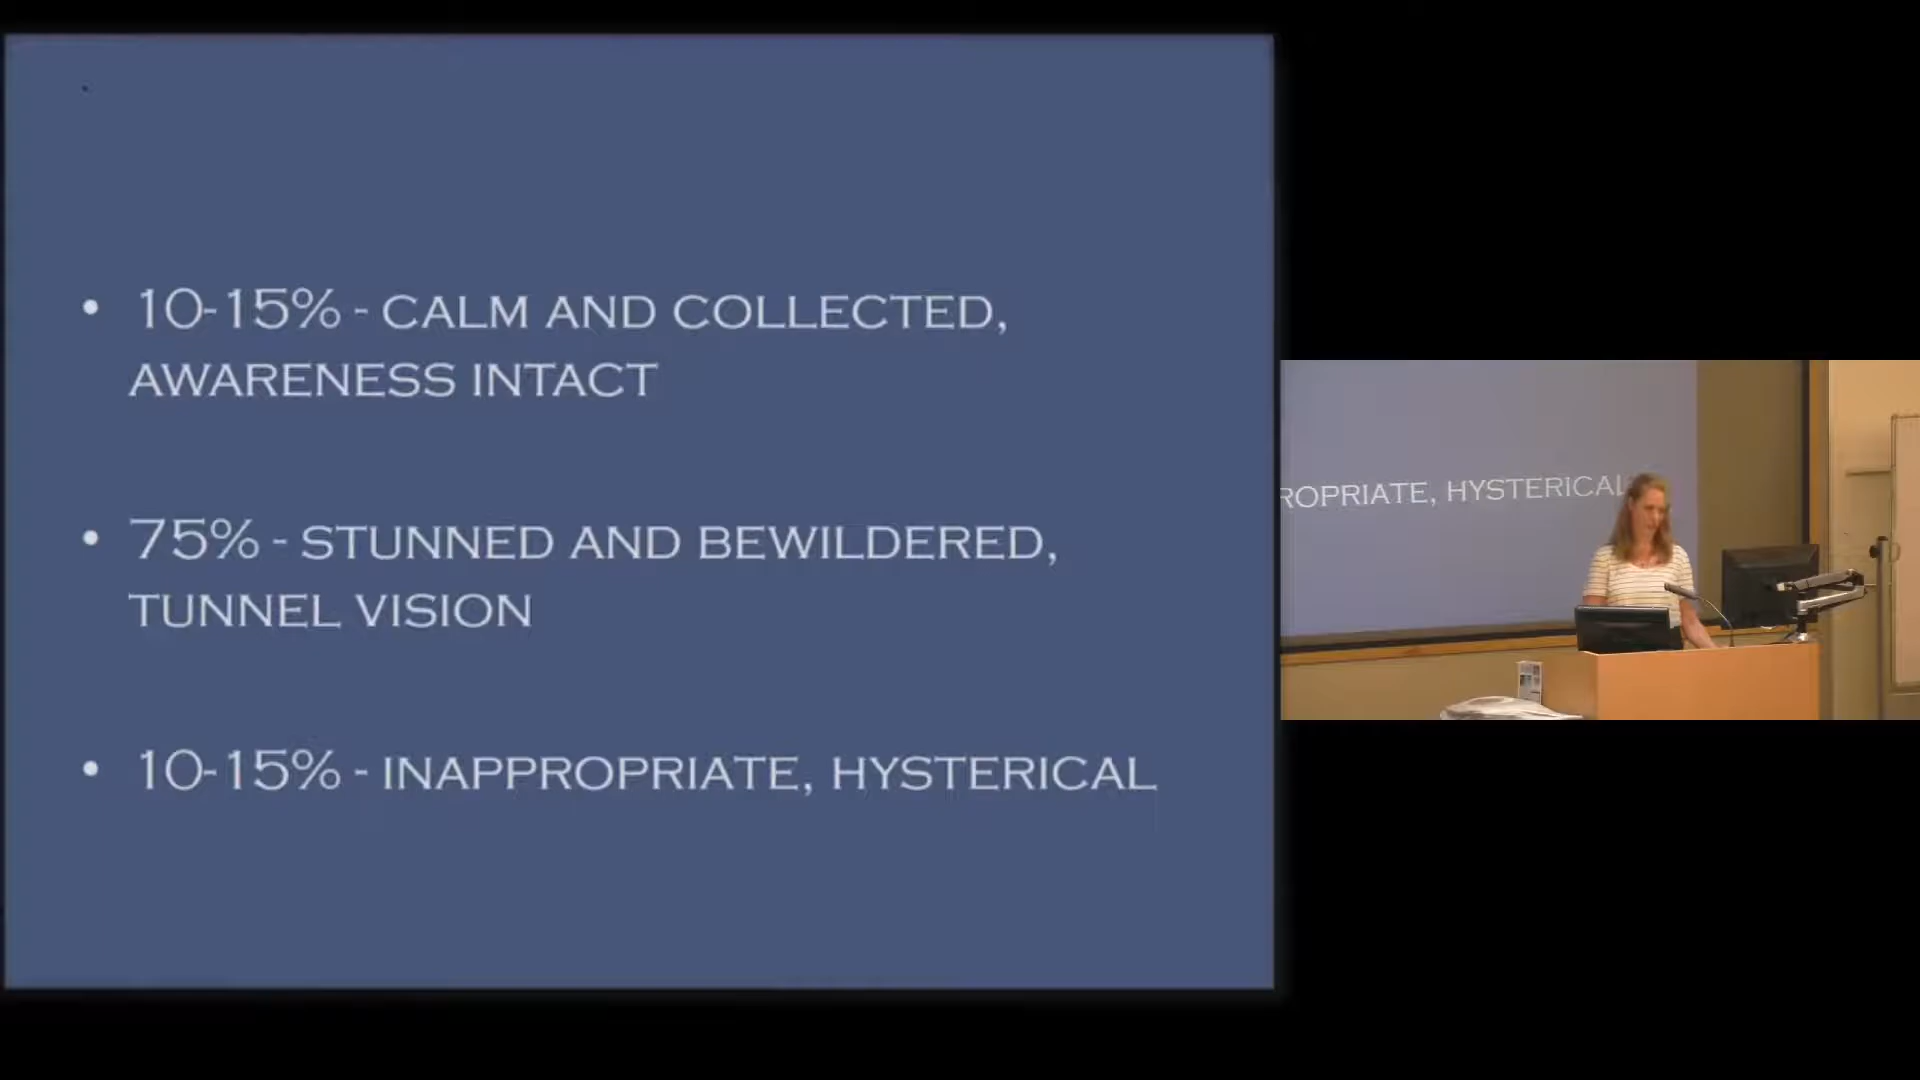 • 10-15% - CALM AND COLLECTED,
AWARENESS INTACT
• 75% - STUNNED AND BEWILDERED,
TUNNEL VISION
• 10-15% - INAPPROPRIATE, HYSTERICAL
ROPRIATE, HYSTERICAL